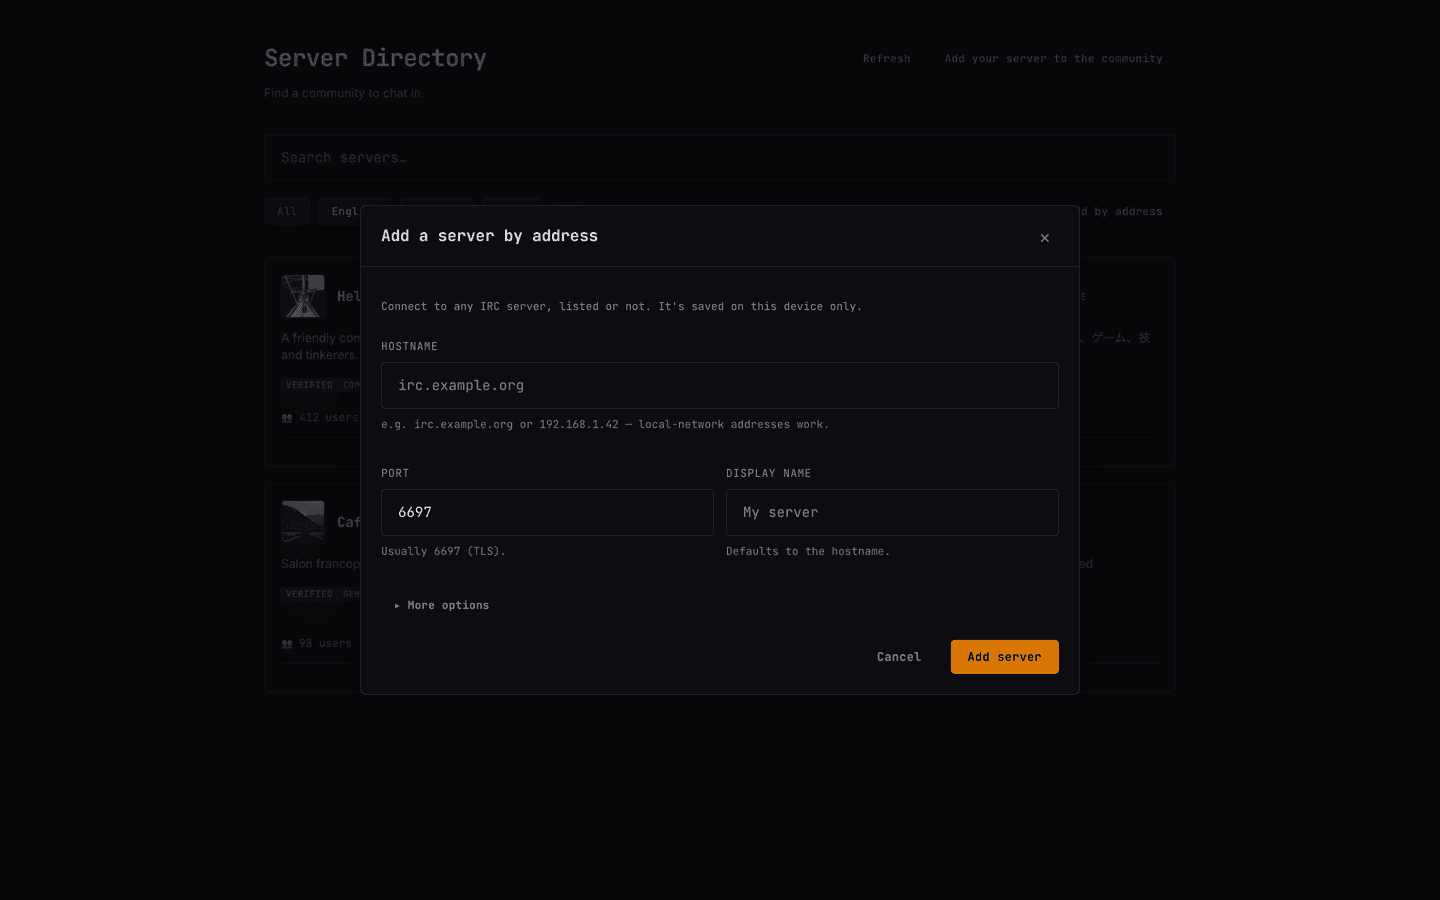 Server Directory
Refresh
Add your server to the community
Find a community to chat in.
Search servers…
All
Engl
d by address
Add a server by address
×
Hel
E
Connect to any IRC server, listed or not. It's saved on this device only.
A friendly com
、ゲーム、技
and tinkerers.
HOSTNAME
VERIFIED COM
irc.example.org
412 users
e.g. irc.example.org or 192.168.1.42 — local-network addresses work.
PORT
DISPLAY NAME
6697
My server
Caf
Usually 6697 (TLS).
Defaults to the hostname.
Salon francop
ed
VERIFIED GEN
▸ More options
98 users
Cancel
Add server